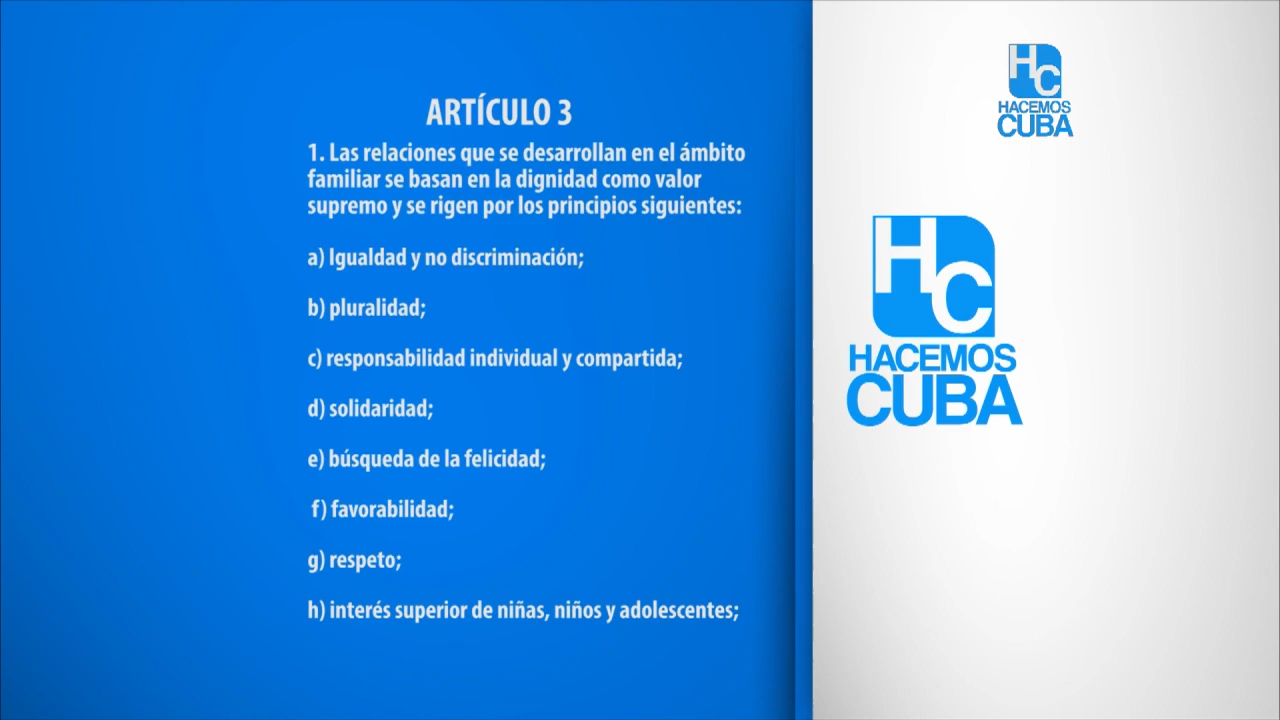 ARTÍCULO 3
1. Las relaciones que se desarrollan en el ámbito
familiar se basan en la dignidad como valor
supremo y se rigen por los principios siguientes:
a) Igualdad y no discriminación;
b) pluralidad;
c) responsabilidad individual y compartida;
d) solidaridad;
e) búsqueda de la felicidad;
f) favorabilidad;
g) respeto;
h) interés superior de niñas, niños y adolescentes;
HC
HACEMOS
CUBA
HC
HACEMOS
CUBA